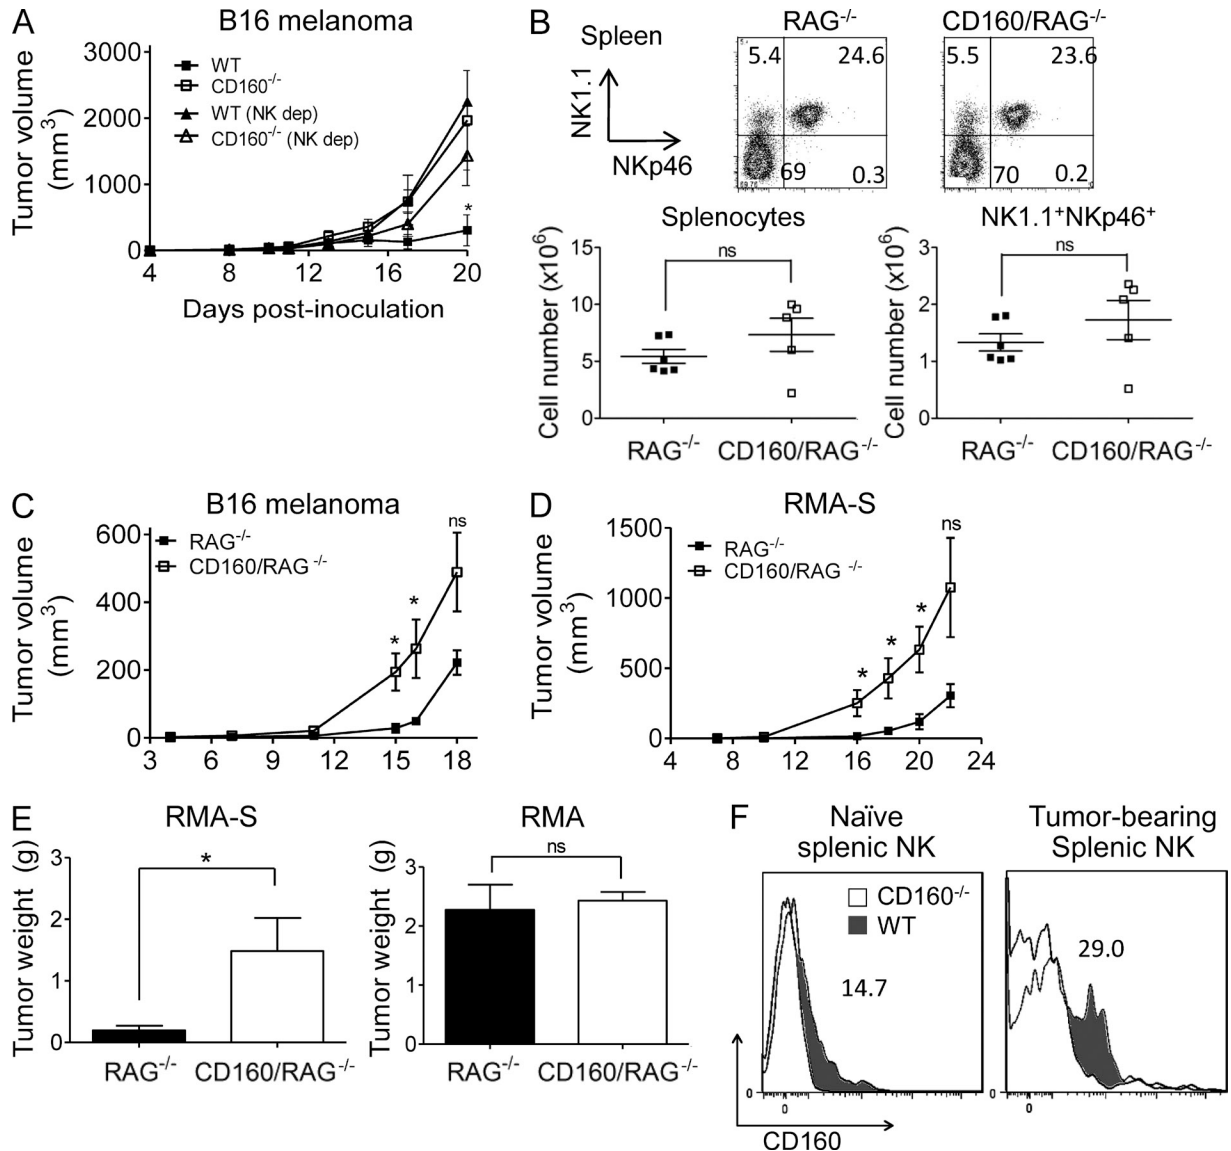 A
B16 melanoma
Tumor volume
(mm³)
3000
2000
1000
0
WT
CD160⁻/⁻
WT (NK dep)
CD160⁻/⁻ (NK dep)
*
4 8 12 16 20
Days post-inoculation
B
Spleen
NK1.1
NKp46
RAG⁻/⁻
5.4 24.6
69 0.3
CD160/RAG⁻/⁻
5.5 23.6
70 0.2
Splenocytes
Cell number (x10⁶)
15
10
5
0
ns
RAG⁻/⁻ CD160/RAG⁻/⁻
NK1.1⁺NKp46⁺
Cell number (x10⁶)
3
2
1
0
ns
RAG⁻/⁻ CD160/RAG⁻/⁻
C
B16 melanoma
Tumor volume
(mm³)
600
400
200
0
RAG⁻/⁻
CD160/RAG ⁻/⁻
* * ns
3 6 9 12 15 18
D
RMA-S
Tumor volume
(mm³)
1500
1000
500
0
RAG⁻/⁻
CD160/RAG ⁻/⁻
* * * ns
4 8 12 16 20 24
E
RMA-S
Tumor weight (g)
3
2
1
0
*
RAG⁻/⁻ CD160/RAG⁻/⁻
RMA
Tumor weight (g)
3
2
1
0
ns
RAG⁻/⁻ CD160/RAG⁻/⁻
F
Naïve
splenic NK
CD160⁻/⁻
WT
14.7
0
0
CD160
Tumor-bearing
Splenic NK
29.0
0
0